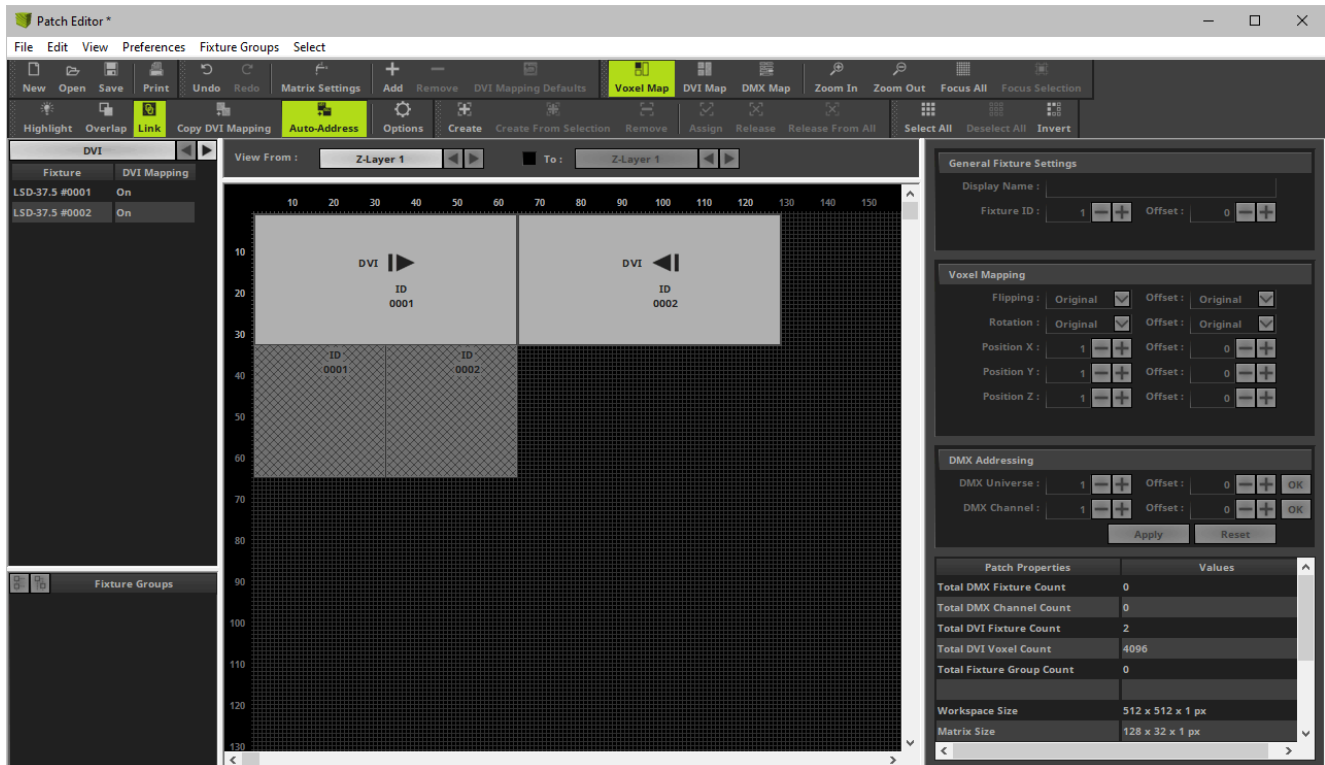 Patch Editor *
File Edit View Preferences Fixture Groups Select
New Open Save Print Undo Redo Matrix Settings Add Remove DVI Mapping Defaults Voxel Map DVI Map DMX Map Zoom In Zoom Out Focus All Focus Selection
Highlight Overlap Link Copy DVI Mapping Auto-Address Options Create Create From Selection Remove Assign Release Release From All Select All Deselect All Invert
DVI
Fixture DVI Mapping
LSD-37.5 #0001 On
LSD-37.5 #0002 On
Fixture Groups
View From : Z-Layer 1 To : Z-Layer 1
10 20 30 40 50 60 70 80 90 100 110 120 130 140 150
10
20
30
40
50
60
70
80
90
100
110
120
130
DVI
ID
0001
DVI
ID
0002
ID
0001
ID
0002
General Fixture Settings
Display Name :
Fixture ID : 1 Offset : 0
Voxel Mapping
Flipping : Original Offset : Original
Rotation : Original Offset : Original
Position X : 1 Offset : 0
Position Y : 1 Offset : 0
Position Z : 1 Offset : 0
DMX Addressing
DMX Universe : 1 Offset : 0 OK
DMX Channel : 1 Offset : 0 OK
Apply Reset
Patch Properties Values
Total DMX Fixture Count 0
Total DMX Channel Count 0
Total DVI Fixture Count 2
Total DVI Voxel Count 4096
Total Fixture Group Count 0
Workspace Size 512 x 512 x 1 px
Matrix Size 128 x 32 x 1 px